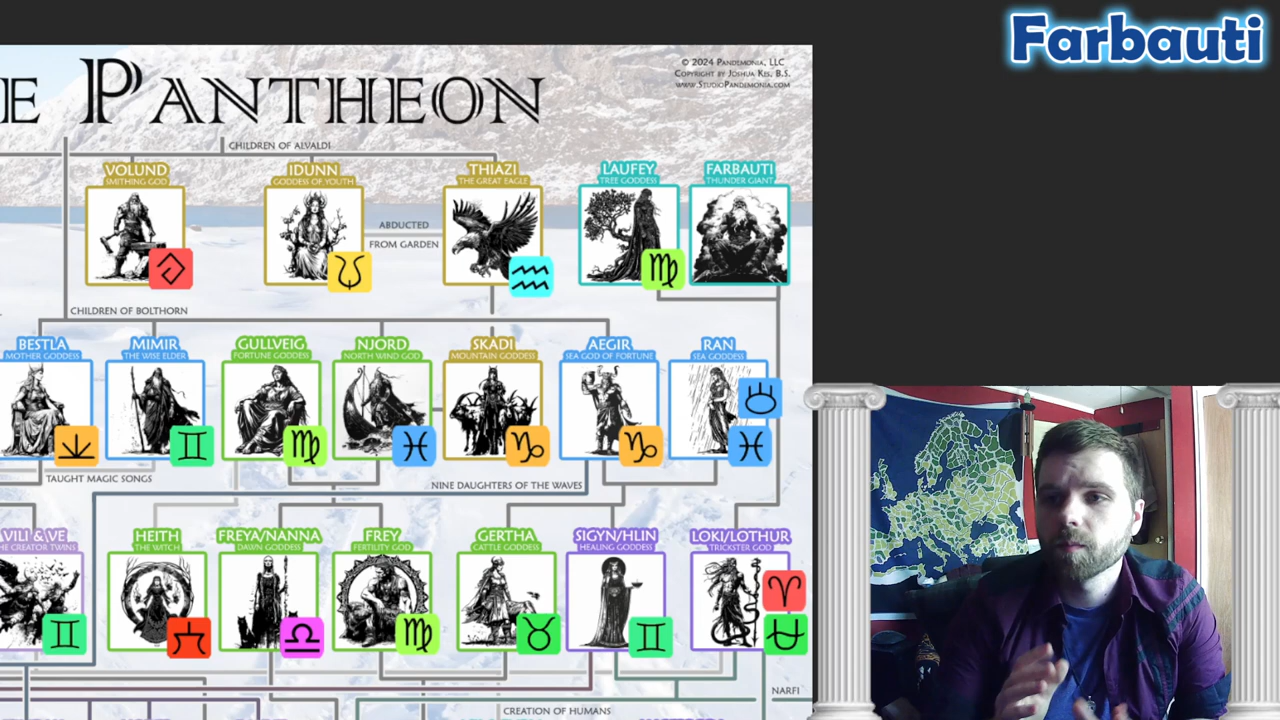 Farbauti
E PANTHEON
© 2024 PANDEMONIA, LLC
COPYRIGHT BY JOSHUA KES, B.S.
WWW.STUDIOPANDEMONIA.COM
CHILDREN OF ALVALDI
VOLUND
SMITHING GOD
IDUNN
GODDESS OF YOUTH
THIAZI
THE GREAT EAGLE
LAUFEY
TREE GODDESS
FARBAUTI
THUNDER GIANT
ABDUCTED
FROM GARDEN
CHILDREN OF BOLTHORN
BESTLA
MOTHER GODDESS
MIMIR
THE WISE ELDER
GULLVEIG
FORTUNE GODDESS
NJORD
NORTH WIND GOD
SKADI
MOUNTAIN GODDESS
AEGIR
SEA GOD OF FORTUNE
RAN
SEA GODDESS
TAUGHT MAGIC SONGS
NINE DAUGHTERS OF THE WAVES
VILI & VE
HE CREATOR TWINS
HEITH
THE WITCH
FREYA/NANNA
DAWN GODDESS
FREY
FERTILITY GOD
GERTHA
CATTLE GODDESS
SIGYN/HLIN
HEALING GODDESS
LOKI/LOTHUR
TRICKSTER GOD
NARFI
CREATION OF HUMANS